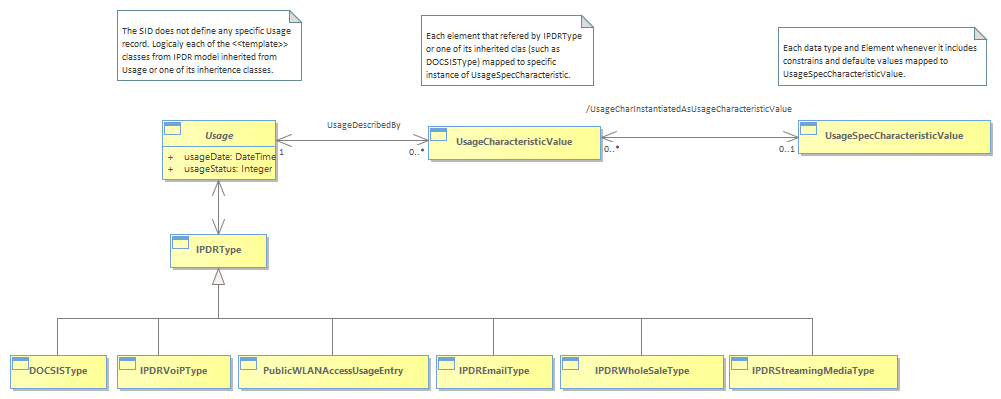 The SID does not define any specific Usage
record. Logicaly each of the <<template>>
classes from IPDR model inherited from
Usage or one of its inheritence classes.
Each element that refered by IPDRType
or one of its inherited clas (such as
DOCSISType) mapped to specific
instance of UsageSpecCharacteristic.
Each data type and Element whenever it includes
constrains and defaulte values mapped to
UsageSpecCharacteristicValue.
/UsageCharInstantiatedAsUsageCharacteristicValue
UsageDescribedBy
Usage
+ usageDate: DateTime
+ usageStatus: Integer
1
0..*
UsageCharacteristicValue
0..*
0..1
UsageSpecCharacteristicValue
IPDRType
DOCSISType
IPDRVoiPType
PublicWLANAccessUsageEntry
IPDREmailType
IPDRWholeSaleType
IPDRStreamingMediaType